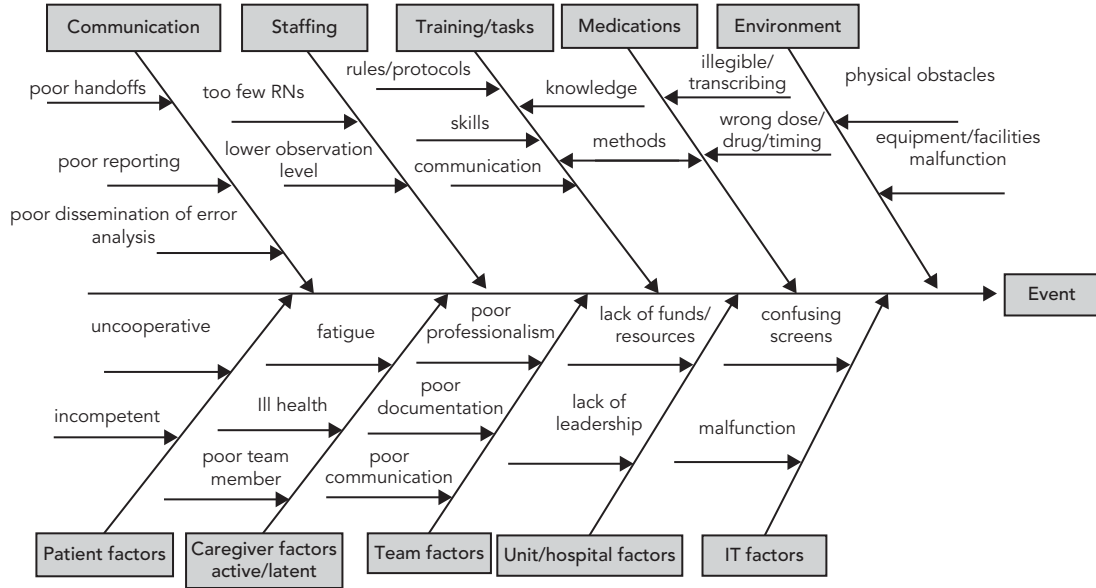 Communication
Staffing
Training/tasks
Medications
Environment
poor handoffs
poor reporting
poor dissemination of error
analysis
too few RNs
lower observation
level
rules/protocols
skills
communication
knowledge
methods
illegible/
transcribing
wrong dose/
drug/timing
physical obstacles
equipment/facilities
malfunction
Event
uncooperative
incompetent
fatigue
Ill health
poor team
member
poor
professionalism
poor
documentation
poor
communication
lack of funds/
resources
lack of
leadership
confusing
screens
malfunction
Patient factors
Caregiver factors
active/latent
Team factors
Unit/hospital factors
IT factors